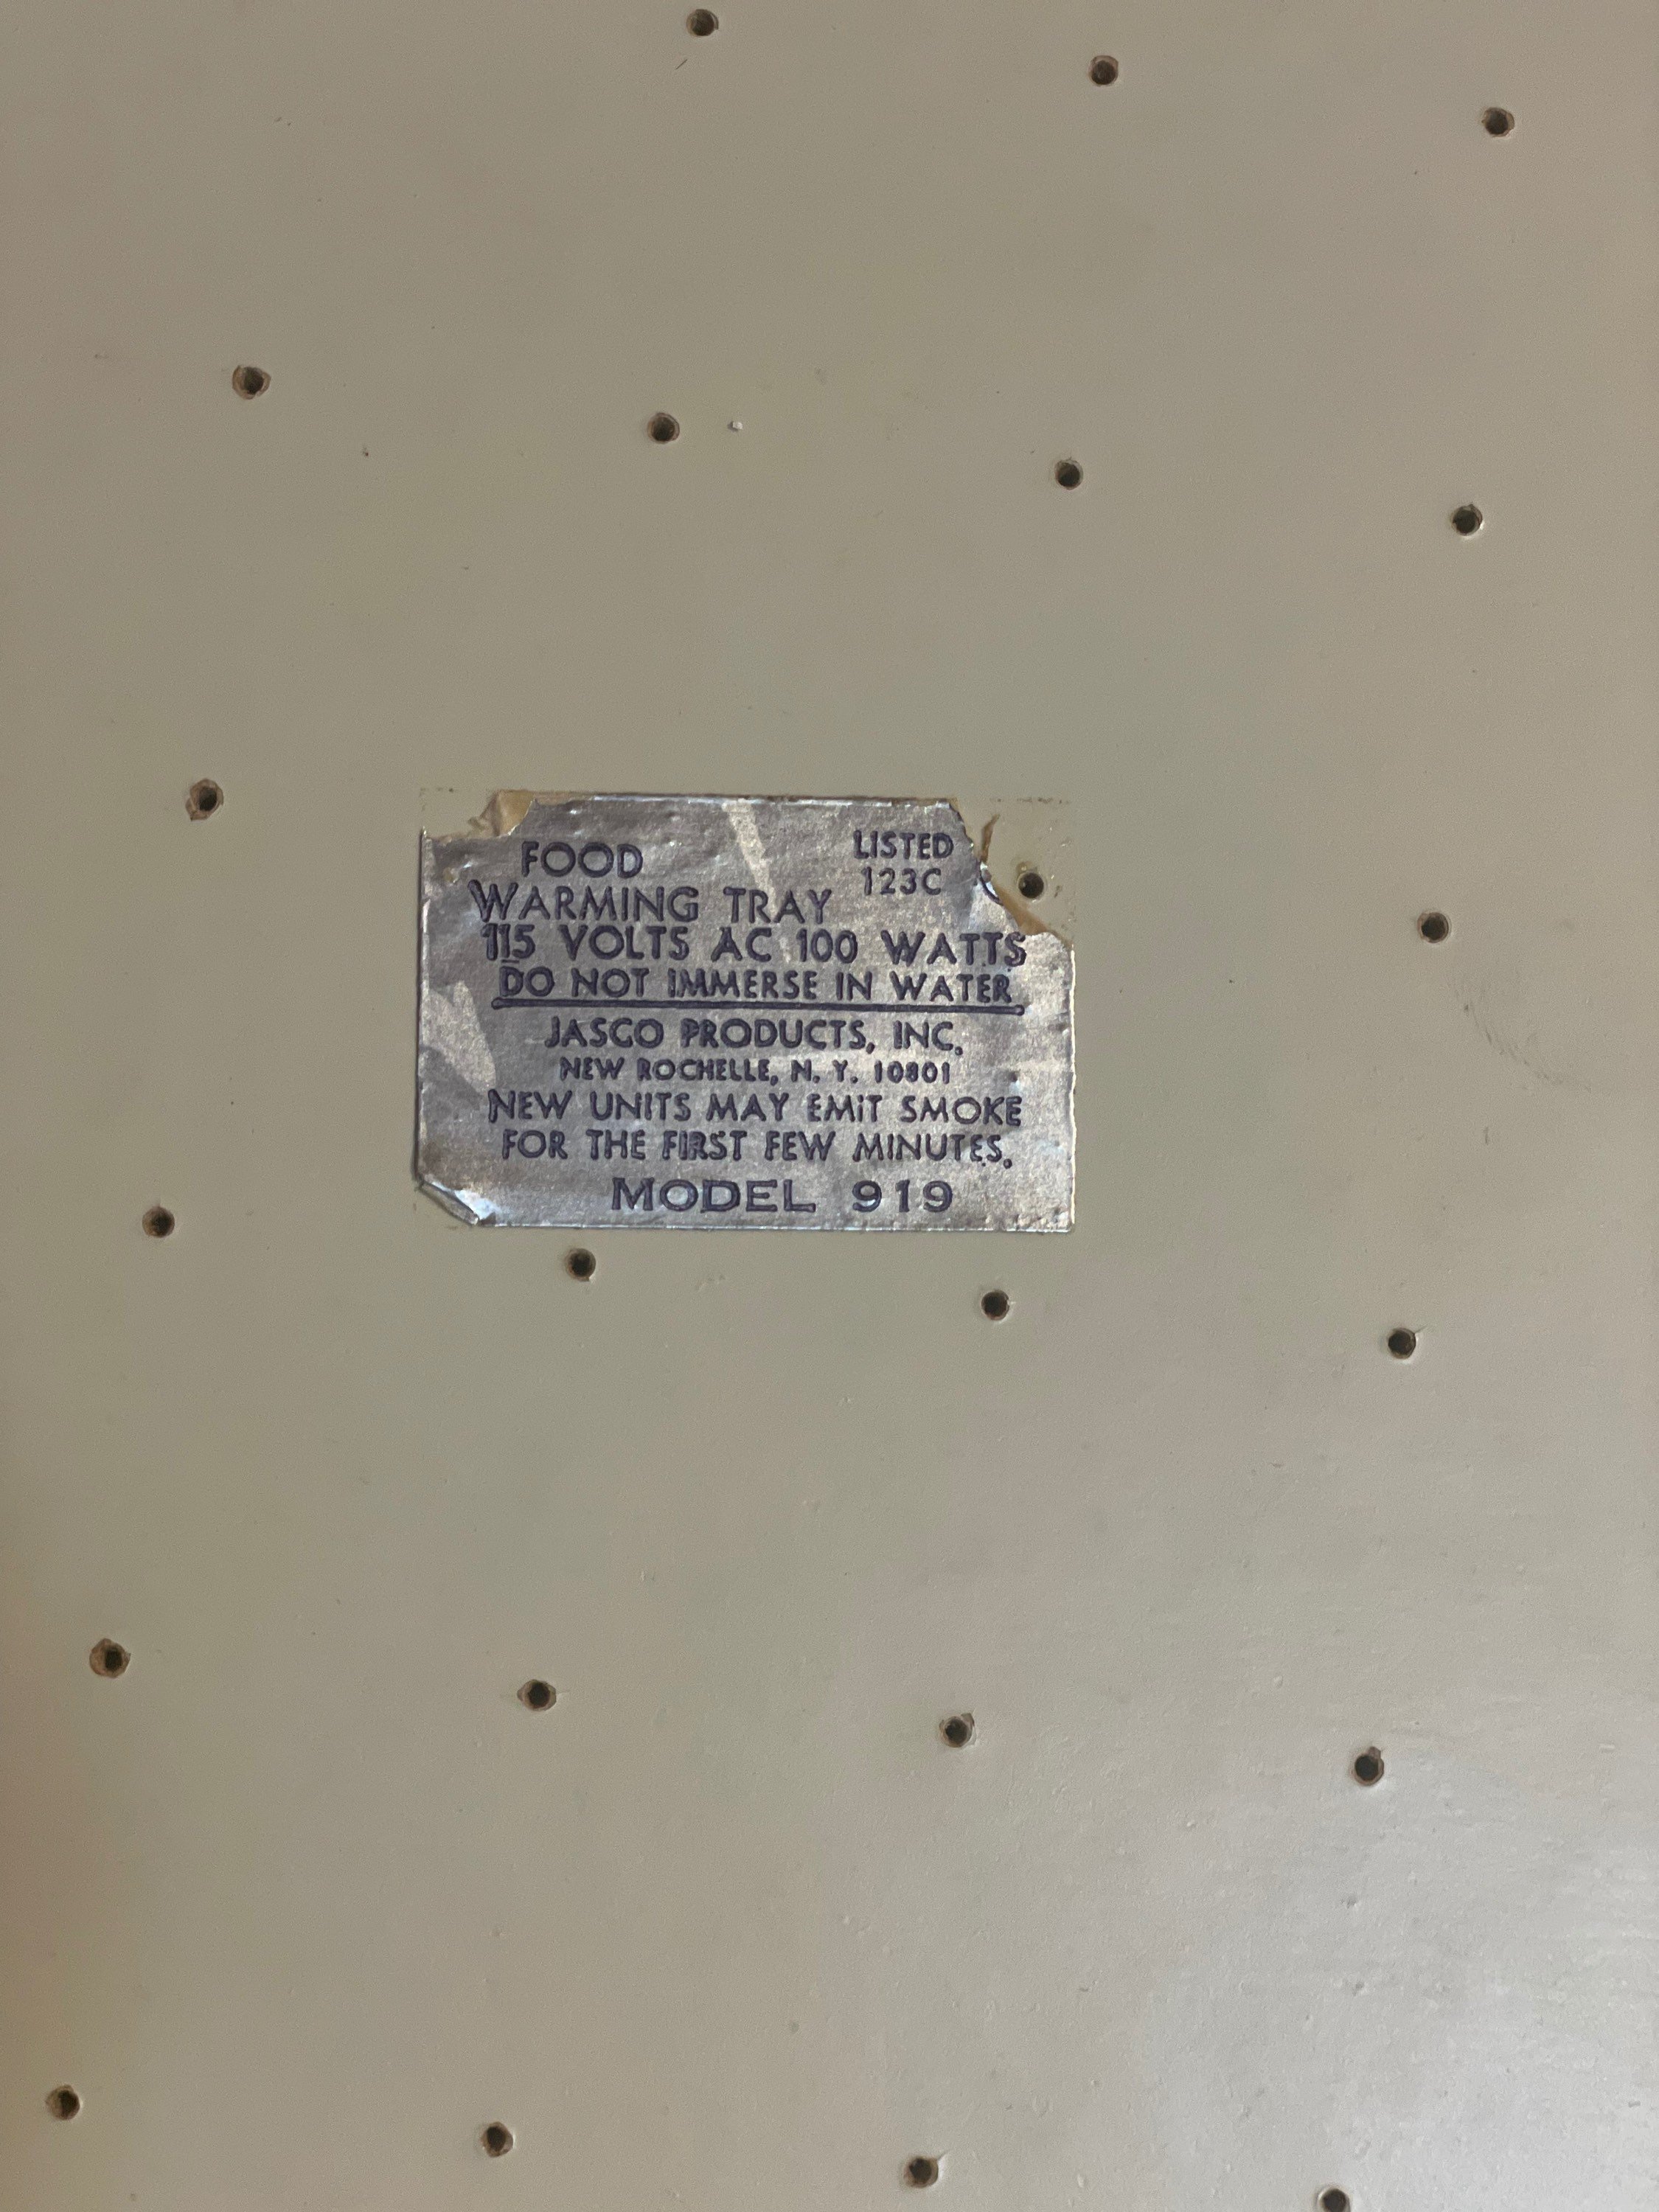 FOOD
LISTED
123C
WARMING TRAY
115 VOLTS AC 100 WATTS
DO NOT IMMERSE IN WATER
JASCO PRODUCTS, INC.
NEW ROCHELLE, N. Y. 10801
NEW UNITS MAY EMiT SMOKE
FOR THE FIRST FEW MINUTES.
MODEL 919